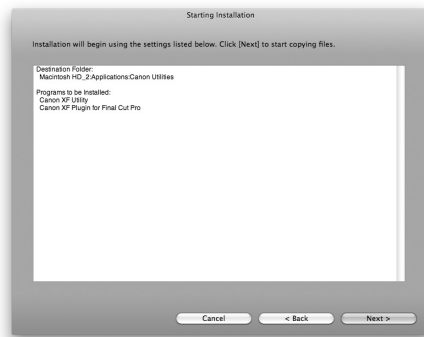 Starting Installation
Installation will begin using the settings listed below. Click [Next] to start copying files.
Destination Folder:
Macintosh HD_2:Applications:Canon Utilities
Programs to be Installed:
Canon XF Utility
Canon XF Plugin for Final Cut Pro
Cancel
< Back
Next >